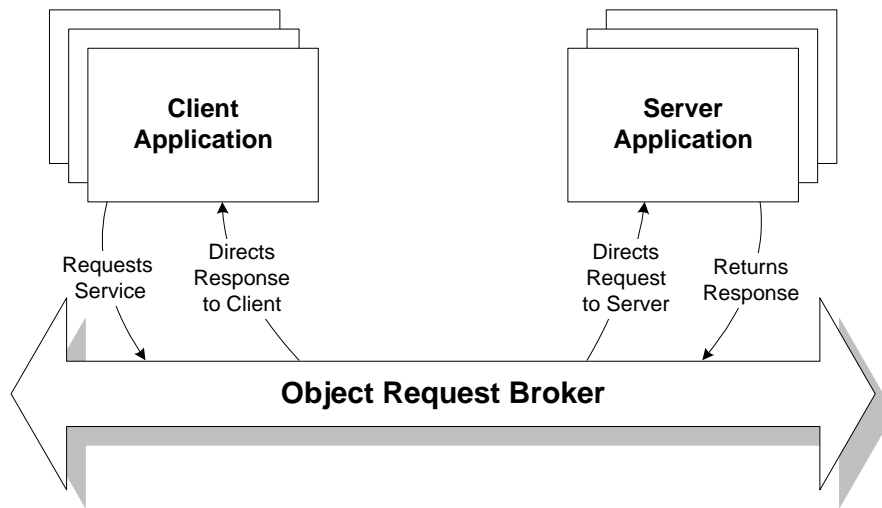 Client
Application
Server
Application
Requests
Service
Directs
Response
to Client
Directs
Request
to Server
Returns
Response
Object Request Broker